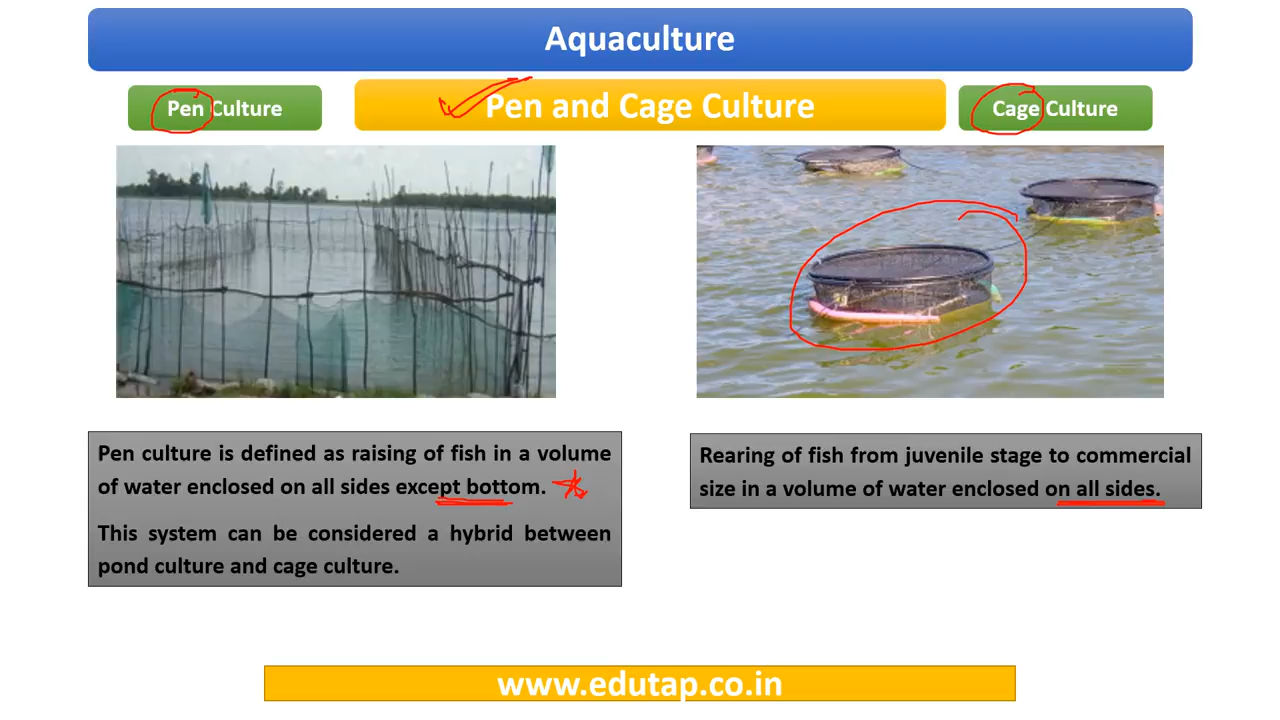 Aquaculture
Pen Culture
Pen and Cage Culture
Cage Culture
Pen culture is defined as raising of fish in a volume
of water enclosed on all sides except bottom.
This system can be considered a hybrid between
pond culture and cage culture.
Rearing of fish from juvenile stage to commercial
size in a volume of water enclosed on all sides.
www.edutap.co.in